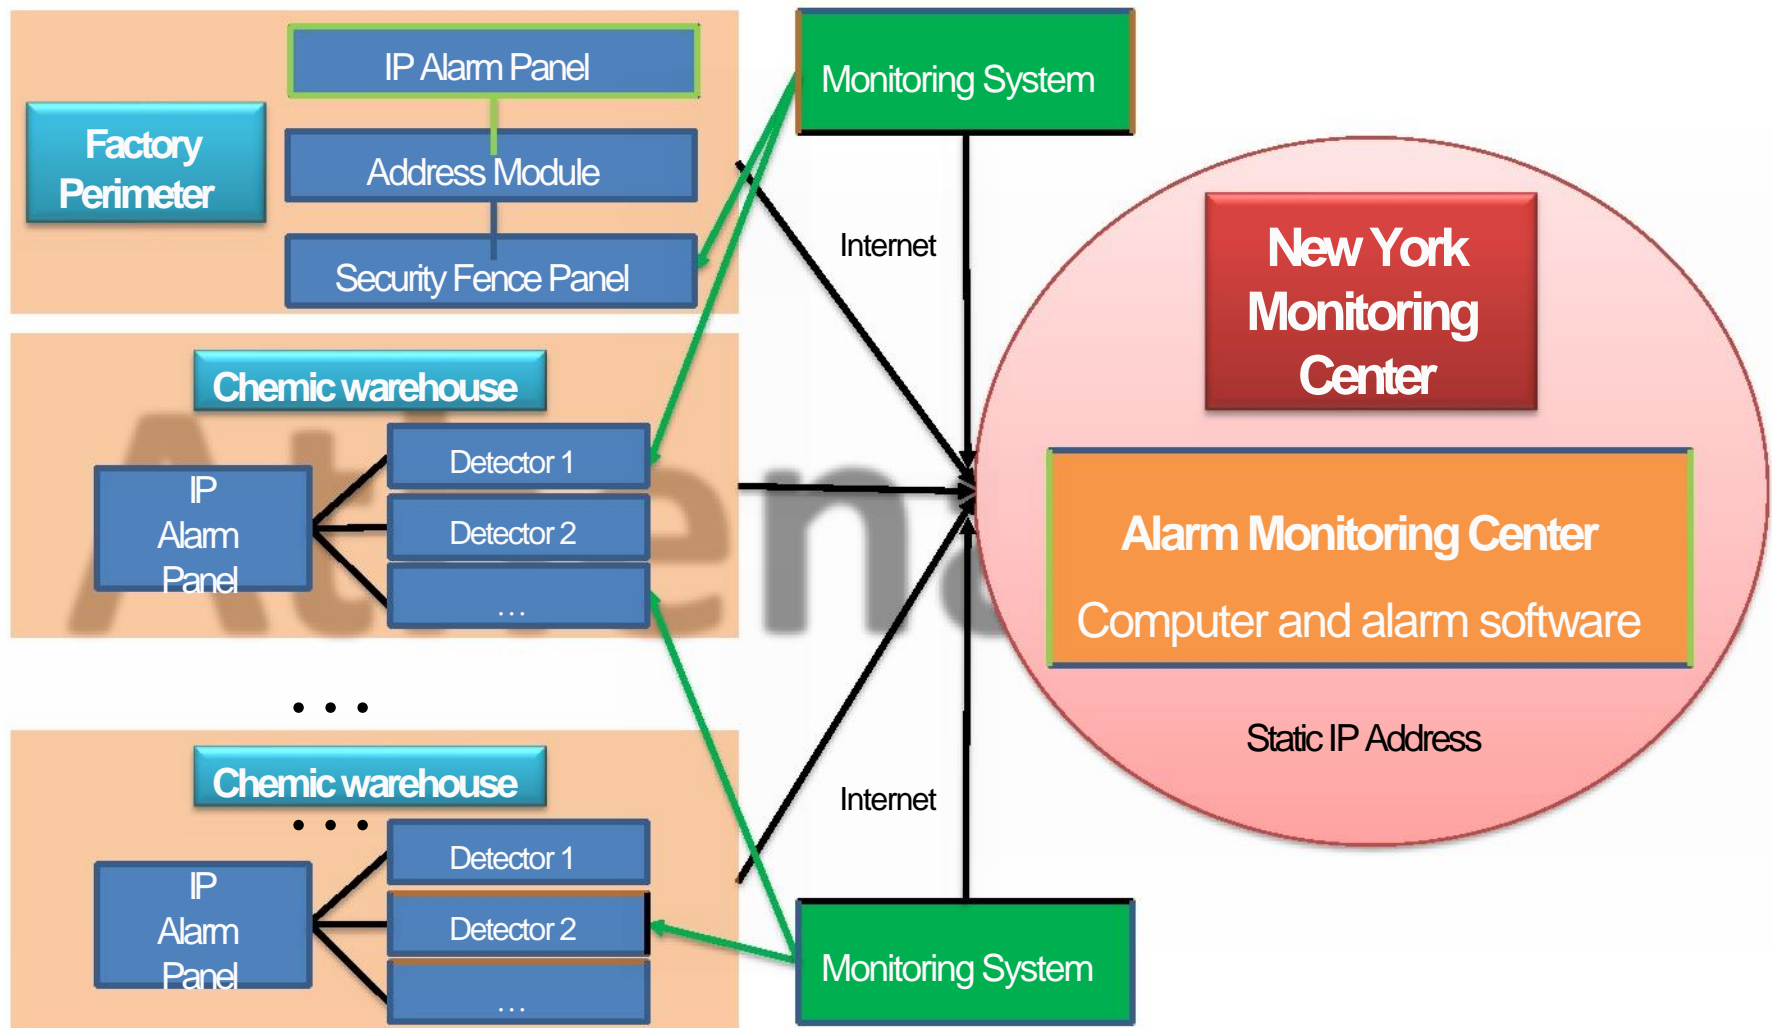 IP Alarm Panel
Factory
Perimeter
Address Module
Security Fence Panel
Monitoring System
Internet
New York
Monitoring
Center
Chemic warehouse
IP
Alarm
Panel
Detector 1
Detector 2
...
Alarm Monitoring Center
Computer and alarm software
Static IP Address
...
Chemic warehouse
...
IP
Alarm
Panel
Detector 1
Detector 2
...
Internet
Monitoring System